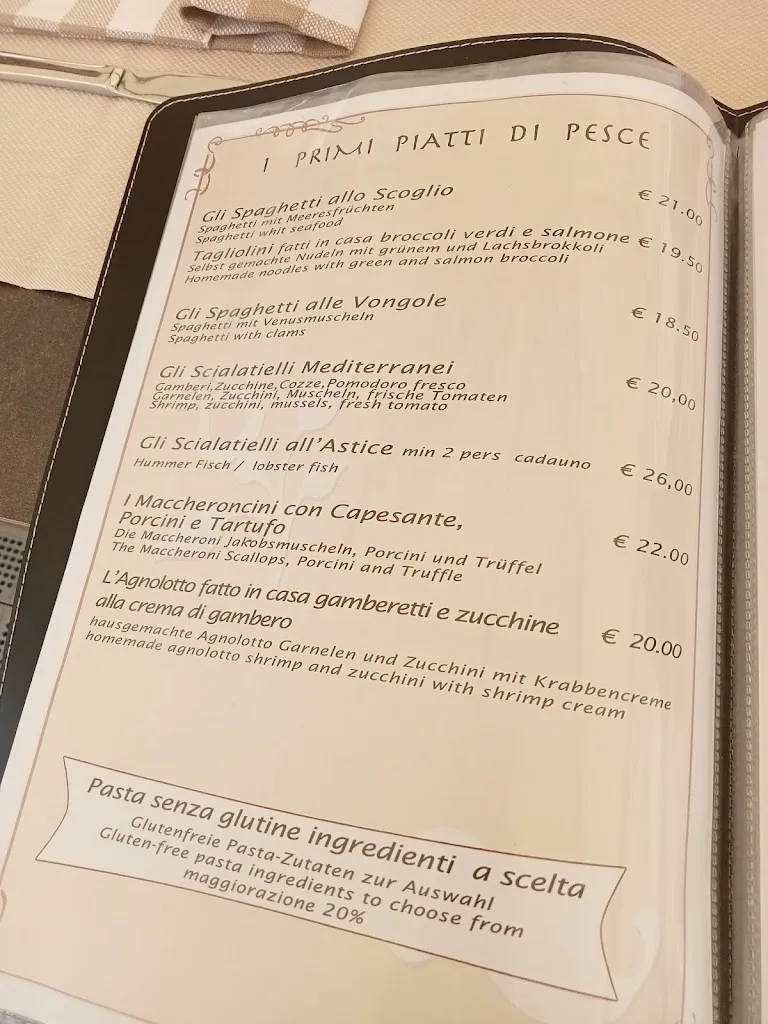 I PRIMI PIATTI DI PESCE
Gli Spaghetti allo Scoglio € 21.00
Spaghetti mit Meeresfrüchten
Spaghetti whit seafood
Tagliolini fatti in casa broccoli verdi e salmone € 19.50
Selbst gemachte Nudeln mit grünem und Lachsbrokkoli
Homemade noodles with green and salmon broccoli
Gli Spaghetti alle Vongole € 18.50
Spaghetti mit Venusmuscheln
Spaghetti with clams
Gli Scialatielli Mediterranei € 20,00
Gamberi,Zucchine,Cozze,Pomodoro fresco
Garnelen, Zucchini, Muscheln, frische Tomaten
Shrimp, zucchini, mussels, fresh tomato
Gli Scialatielli all'Astice min 2 pers cadauno € 26,00
Hummer Fisch / lobster fish
I Maccheroncini con Capesante,
Porcini e Tartufo € 22.00
Die Maccheroni Jakobsmuscheln, Porcini und Trüffel
The Maccheroni Scallops, Porcini and Truffle
L'Agnolotto fatto in casa gamberetti e zucchine
alla crema di gambero € 20.00
hausgemachte Agnolotto Garnelen und Zucchini mit Krabbencreme
homemade agnolotto shrimp and zucchini with shrimp cream
Pasta senza glutine ingredienti a scelta
Glutenfreie Pasta-Zutaten zur Auswahl
Gluten-free pasta ingredients to choose from
maggiorazione 20%